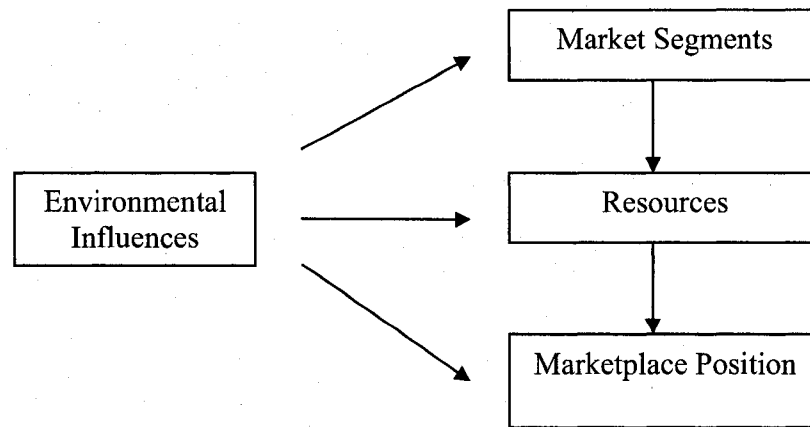 Market Segments
Environmental
Influences
Resources
Marketplace Position